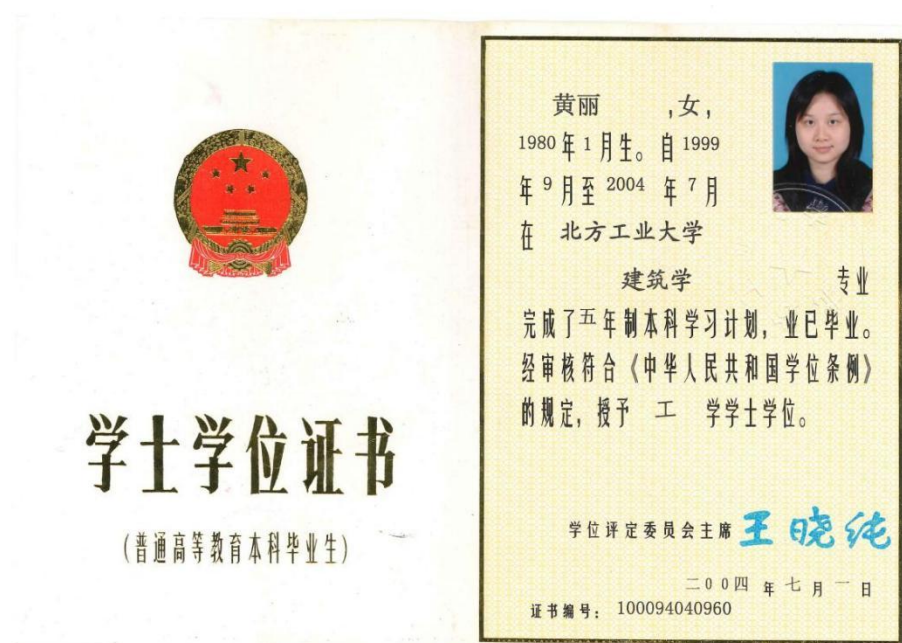 学士学位证书
(普通高等教育本科毕业生)
黄丽 ,女,
1980年1月生。自1999
年9月至2004 年7月
在 北方工业大学
建筑学 专业
完成了五年制本科学习计划，业已毕业。
经审核符合《中华人民共和国学位条例》
的规定，授予 工 学学士学位。
学位评定委员会主席 王晓纯
二00四 年 七 月 一 日
证书编号： 100094040960